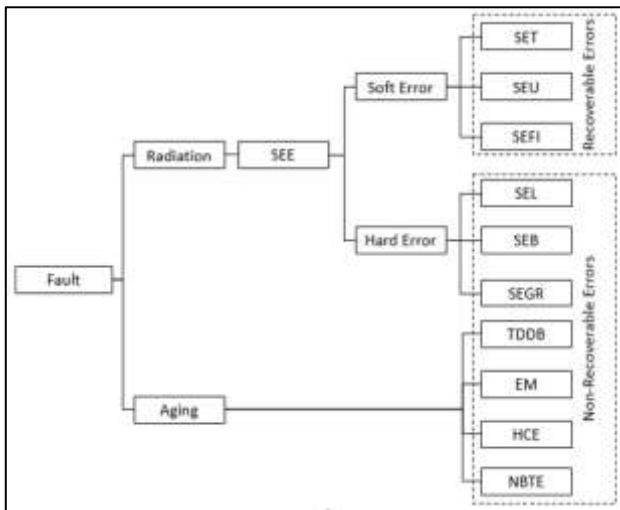 SET
Soft Error
SEU
Recoverable Errors
SEFI
Radiation
SEE
SEL
Hard Error
SEB
SEGR
Non-Recoverable Errors
Fault
TDDB
EM
Aging
HCE
NBTE